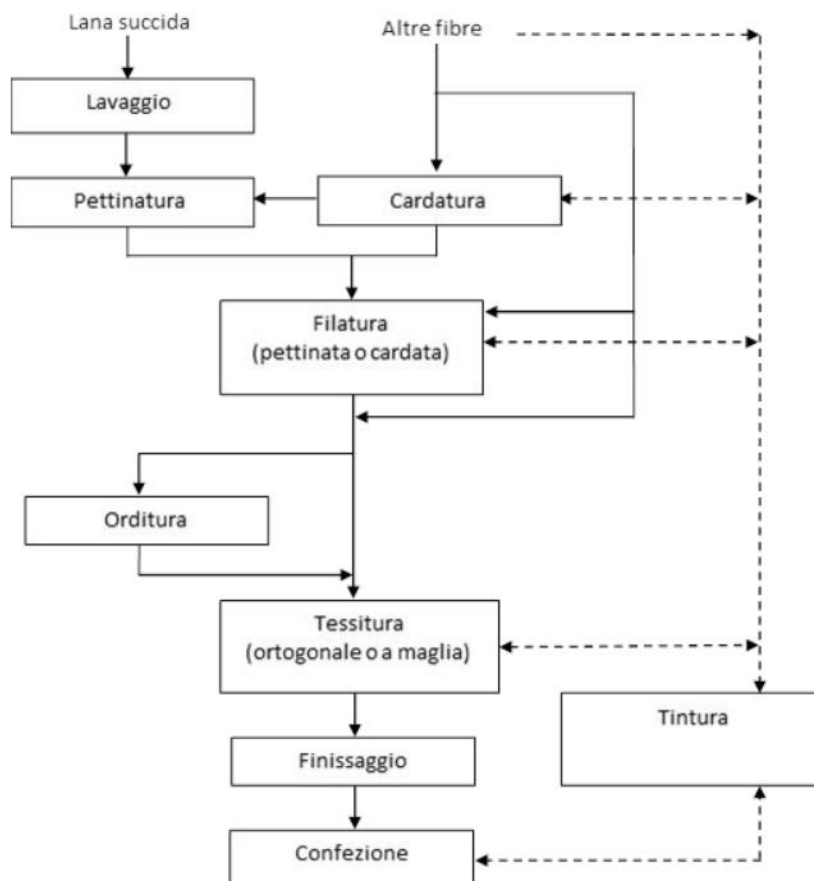 Lana succida
Altre fibre
Lavaggio
Pettinatura
Cardatura
Filatura
(pettinata o cardata)
Orditura
Tessitura
(ortogonale o a maglia)
Tintura
Finissaggio
Confezione